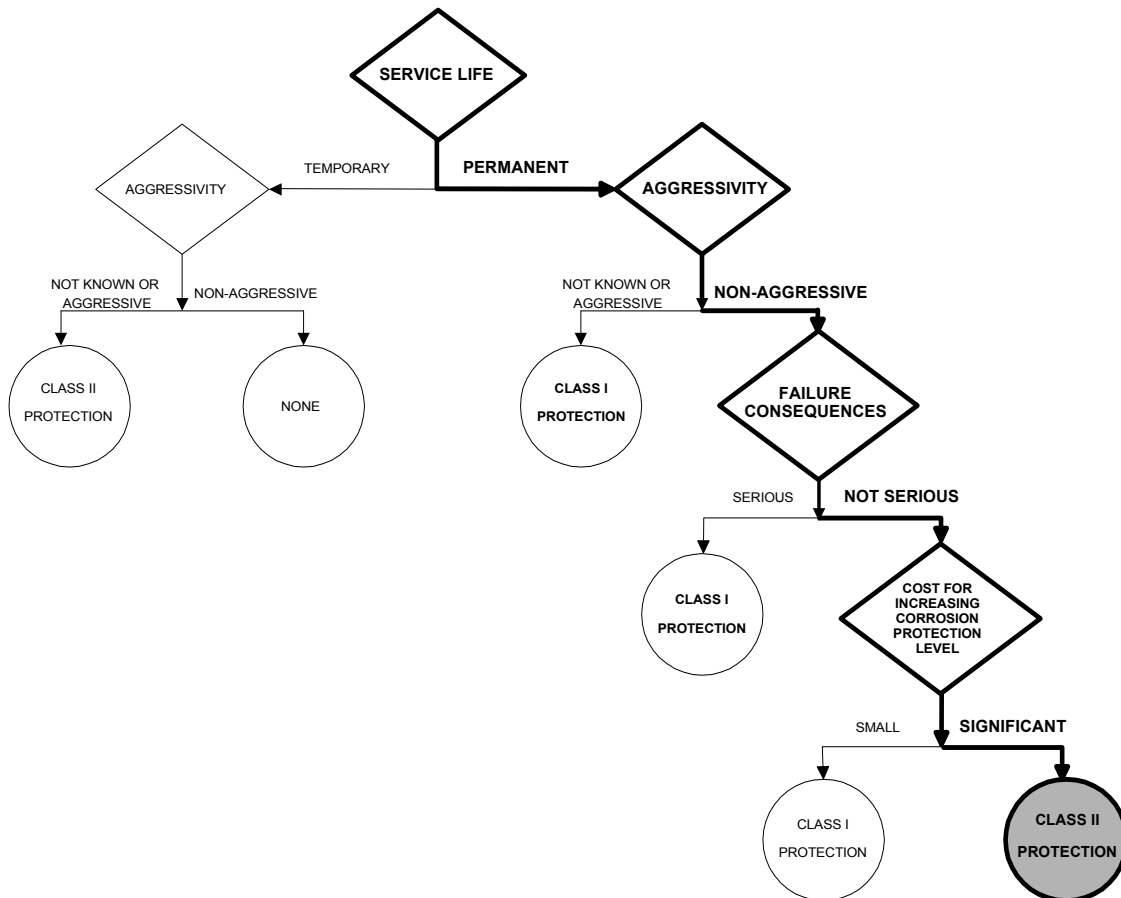 SERVICE LIFE
TEMPORARY
PERMANENT
AGGRESSIVITY
AGGRESSIVITY
NOT KNOWN OR
AGGRESSIVE
NON-AGGRESSIVE
NOT KNOWN OR
AGGRESSIVE
NON-AGGRESSIVE
CLASS II
PROTECTION
NONE
CLASS I
PROTECTION
FAILURE
CONSEQUENCES
SERIOUS
NOT SERIOUS
CLASS I
PROTECTION
COST FOR
INCREASING
CORROSION
PROTECTION
LEVEL
SMALL
SIGNIFICANT
CLASS I
PROTECTION
CLASS II
PROTECTION